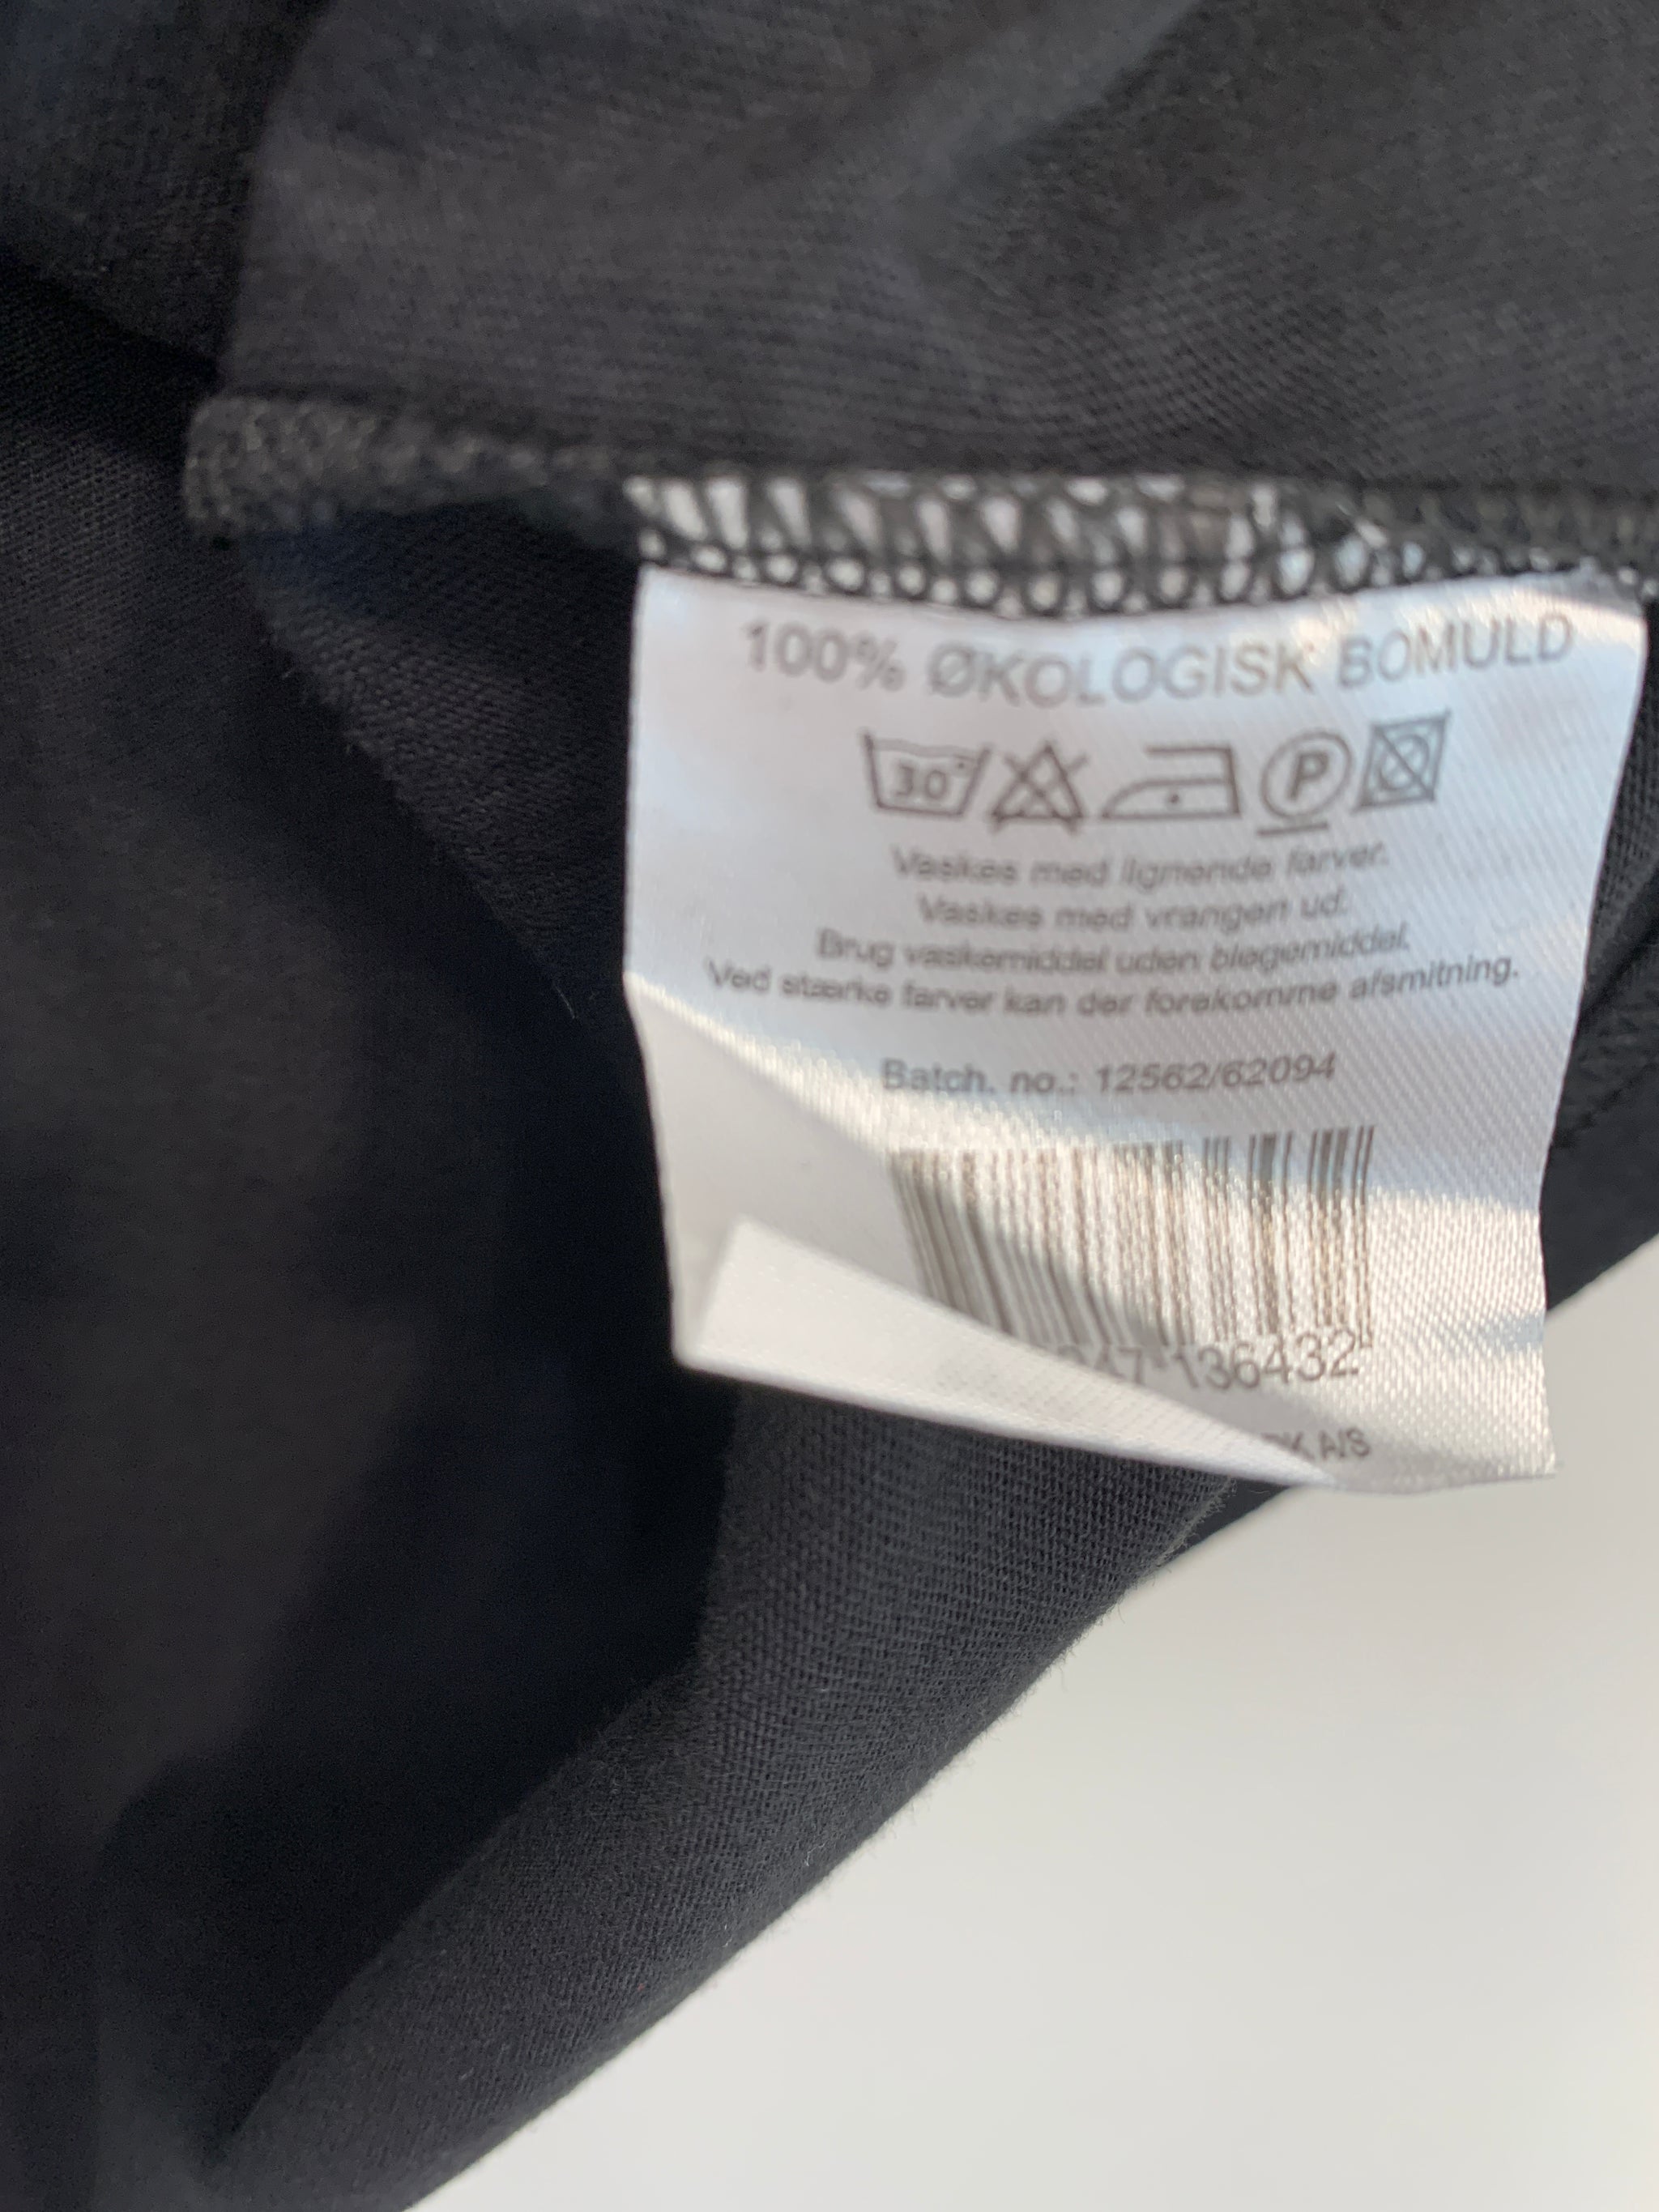 100% ØKOLOGISK BOMULD
30°
P
Vaskes med lignende farver.
Vaskes med vrangen ud.
Brug vaskemiddel uden blegemiddel.
Ved stærke farver kan der forekomme afsmitning.
Batch. no.: 12562/62094
136432
A/S